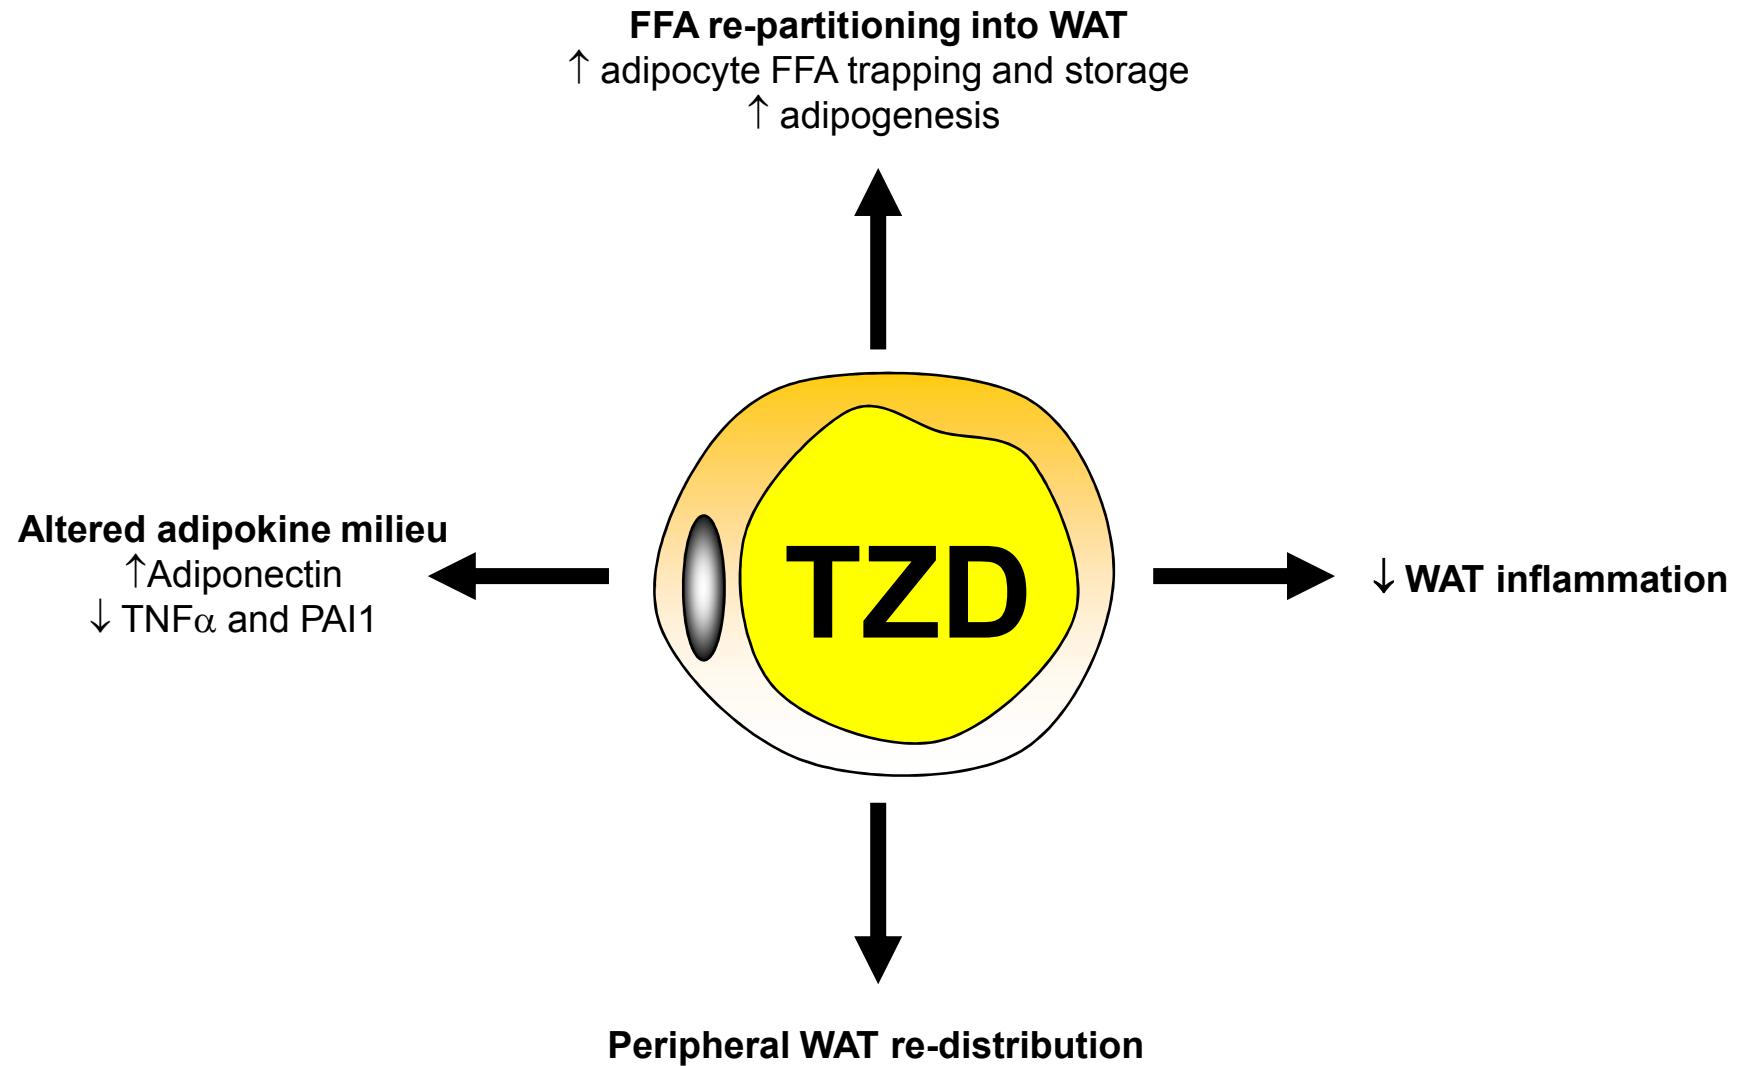 FFA re-partitioning into WAT
↑ adipocyte FFA trapping and storage
↑ adipogenesis
Altered adipokine milieu
↑Adiponectin
↓ TNFα and PAI1
TZD
↓ WAT inflammation
Peripheral WAT re-distribution